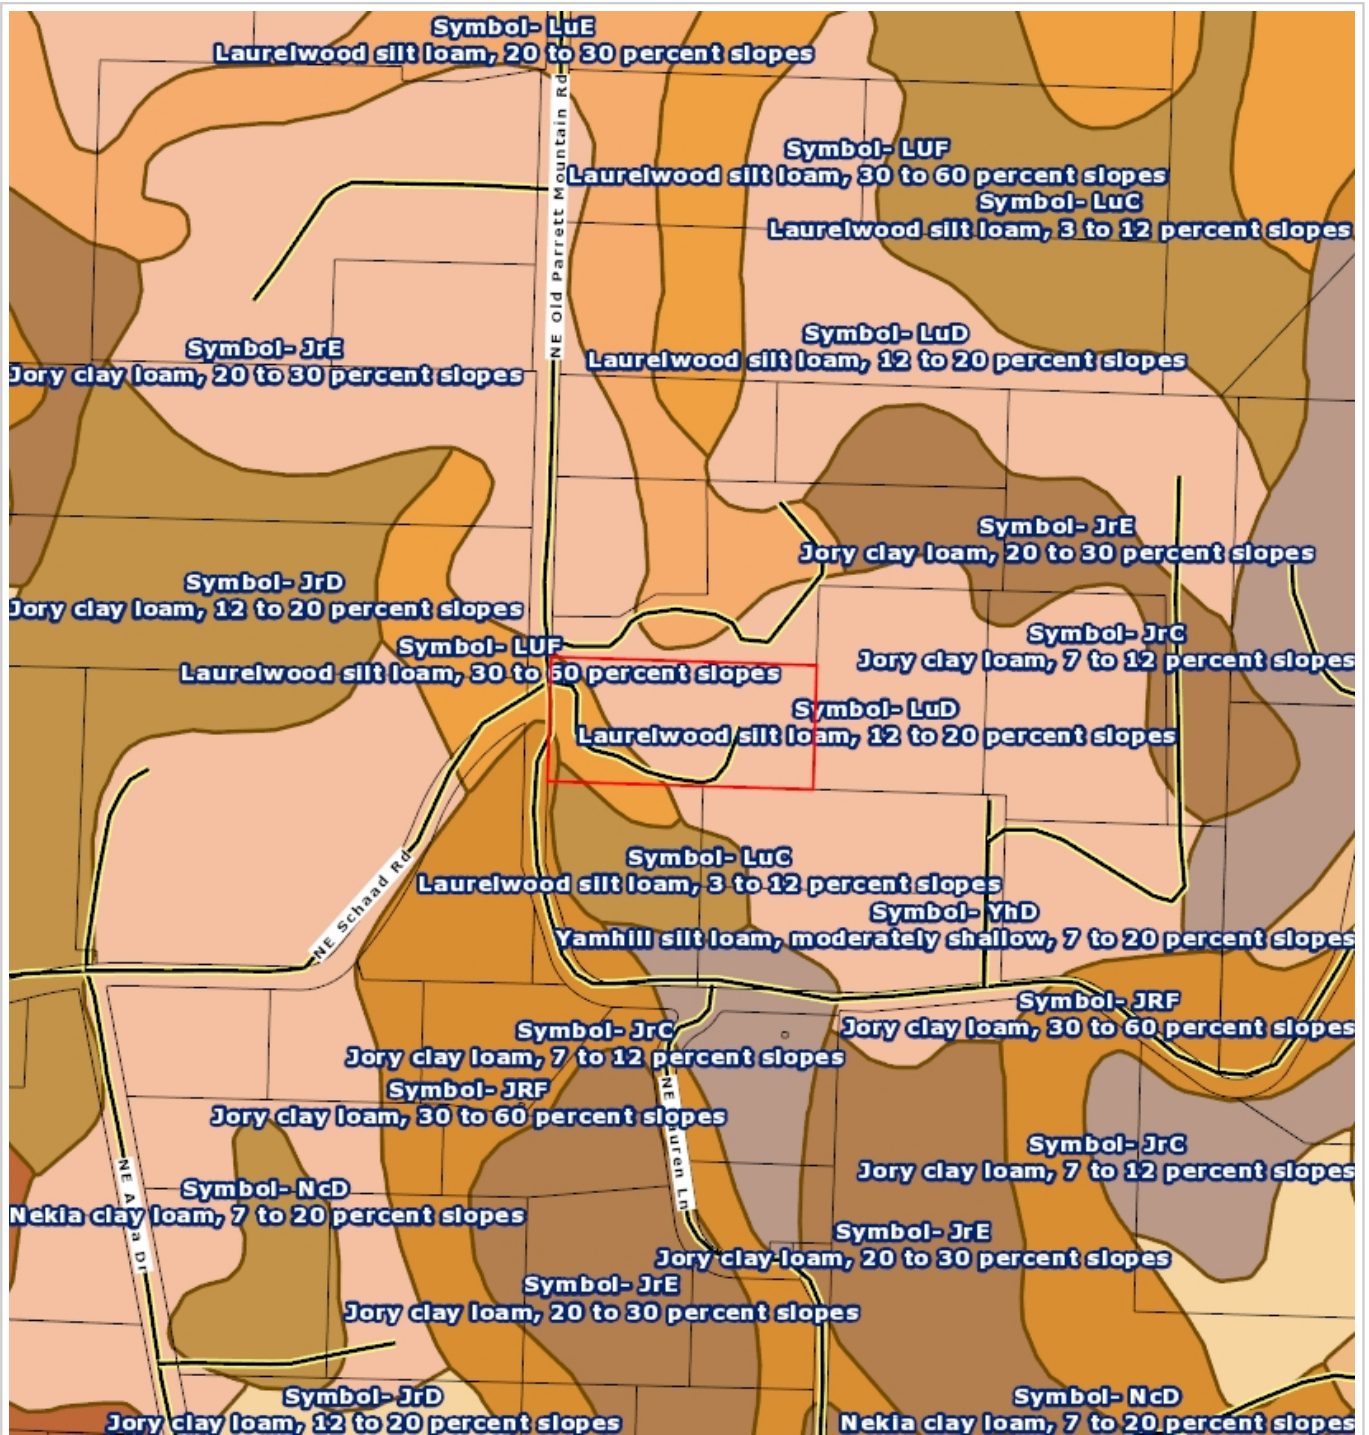 Symbol- LuE
Laurelwood silt loam, 20 to 30 percent slopes
NE Old Parrett Mountain Rd
Symbol- LUF
Laurelwood silt loam, 30 to 60 percent slopes
Symbol- LuC
Laurelwood silt loam, 3 to 12 percent slopes
Symbol- JrE
Jory clay loam, 20 to 30 percent slopes
Symbol- LuD
Laurelwood silt loam, 12 to 20 percent slopes
Symbol- JrE
Jory clay loam, 20 to 30 percent slopes
Symbol- JrD
Jory clay loam, 12 to 20 percent slopes
Symbol- JrC
Jory clay loam, 7 to 12 percent slopes
Symbol- LUF
Laurelwood silt loam, 30 to 60 percent slopes
Symbol- LuD
Laurelwood silt loam, 12 to 20 percent slopes
Symbol- LuC
Laurelwood silt loam, 3 to 12 percent slopes
NE Schaad Rd
Symbol- YhD
Yamhill silt loam, moderately shallow, 7 to 20 percent slopes
Symbol- JRF
Jory clay loam, 30 to 60 percent slopes
Symbol- JrC
Jory clay loam, 7 to 12 percent slopes
Symbol- JRF
Jory clay loam, 30 to 60 percent slopes
NE Ln
Symbol- JrC
Jory clay loam, 7 to 12 percent slopes
Symbol- NcD
Nekia clay loam, 7 to 20 percent slopes
NE Dr
Symbol- JrE
Jory clay loam, 20 to 30 percent slopes
Symbol- JrE
Jory clay loam, 20 to 30 percent slopes
Symbol- JrD
Jory clay loam, 12 to 20 percent slopes
Symbol- NcD
Nekia clay loam, 7 to 20 percent slopes